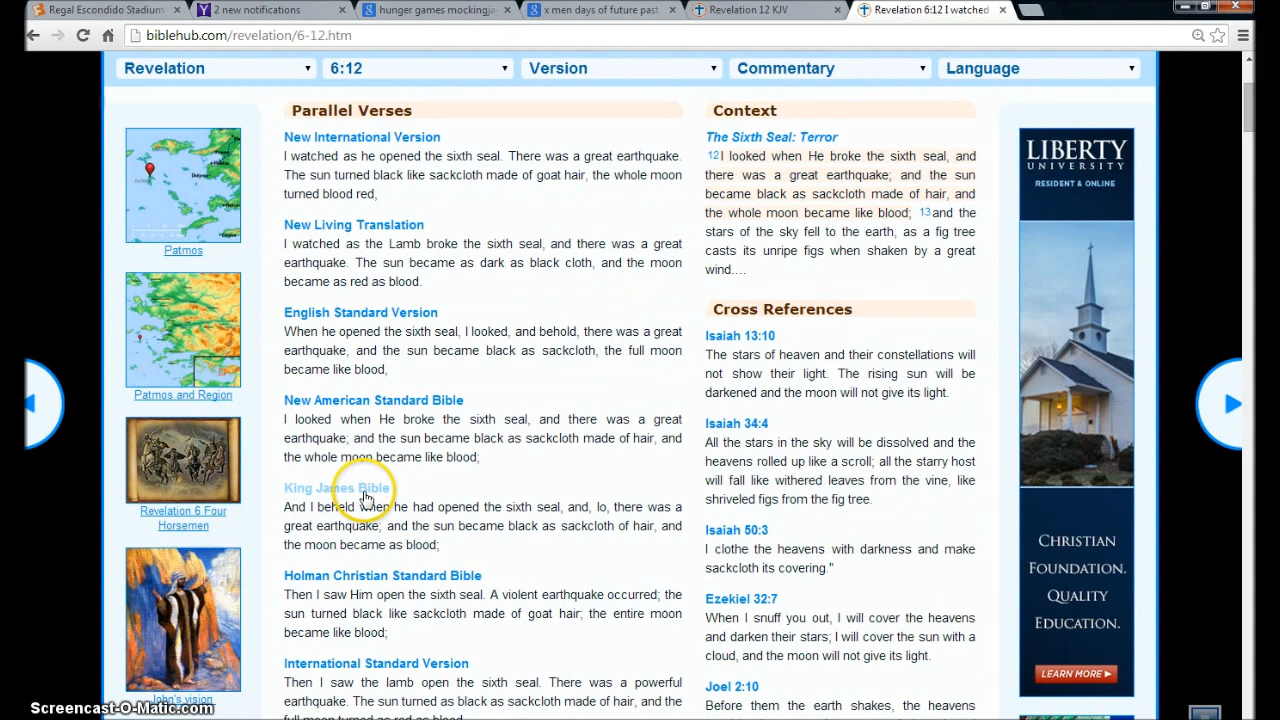 Regal Escondido Stadium
2 new notifications
hunger games mockingja
x men days of future past
Revelation 12 KJV
Revelation 6:12 I watched
biblehub.com/revelation/6-12.htm
Revelation
6:12
Version
Commentary
Language
Patmos
Patmos and Region
Revelation 6 Four
Horsemen
John's vision
Parallel Verses
New International Version
I watched as he opened the sixth seal. There was a great earthquake.
The sun turned black like sackcloth made of goat hair, the whole moon
turned blood red,
New Living Translation
I watched as the Lamb broke the sixth seal, and there was a great
earthquake. The sun became as dark as black cloth, and the moon
became as red as blood.
English Standard Version
When he opened the sixth seal, I looked, and behold, there was a great
earthquake, and the sun became black as sackcloth, the full moon
became like blood,
New American Standard Bible
I looked when He broke the sixth seal, and there was a great
earthquake; and the sun became black as sackcloth made of hair, and
the whole moon became like blood;
King James Bible
And I beheld when he had opened the sixth seal, and, lo, there was a
great earthquake; and the sun became black as sackcloth of hair, and
the moon became as blood;
Holman Christian Standard Bible
Then I saw Him open the sixth seal. A violent earthquake occurred; the
sun turned black like sackcloth made of goat hair; the entire moon
became like blood;
International Standard Version
Then I saw the lamb open the sixth seal. There was a powerful
earthquake. The sun turned as black as sackcloth made of hair, and the
full moon turned as red as blood
Context
The Sixth Seal: Terror
12I looked when He broke the sixth seal, and
there was a great earthquake; and the sun
became black as sackcloth made of hair, and
the whole moon became like blood; 13and the
stars of the sky fell to the earth, as a fig tree
casts its unripe figs when shaken by a great
wind.…
Cross References
Isaiah 13:10
The stars of heaven and their constellations will
not show their light. The rising sun will be
darkened and the moon will not give its light.
Isaiah 34:4
All the stars in the sky will be dissolved and the
heavens rolled up like a scroll; all the starry host
will fall like withered leaves from the vine, like
shriveled figs from the fig tree.
Isaiah 50:3
I clothe the heavens with darkness and make
sackcloth its covering."
Ezekiel 32:7
When I snuff you out, I will cover the heavens
and darken their stars; I will cover the sun with a
cloud, and the moon will not give its light.
Joel 2:10
Before them the earth shakes, the heavens
LIBERTY
UNIVERSITY
RESIDENT & ONLINE
CHRISTIAN
FOUNDATION.
QUALITY
EDUCATION.
LEARN MORE
Screencast-O-Matic.com